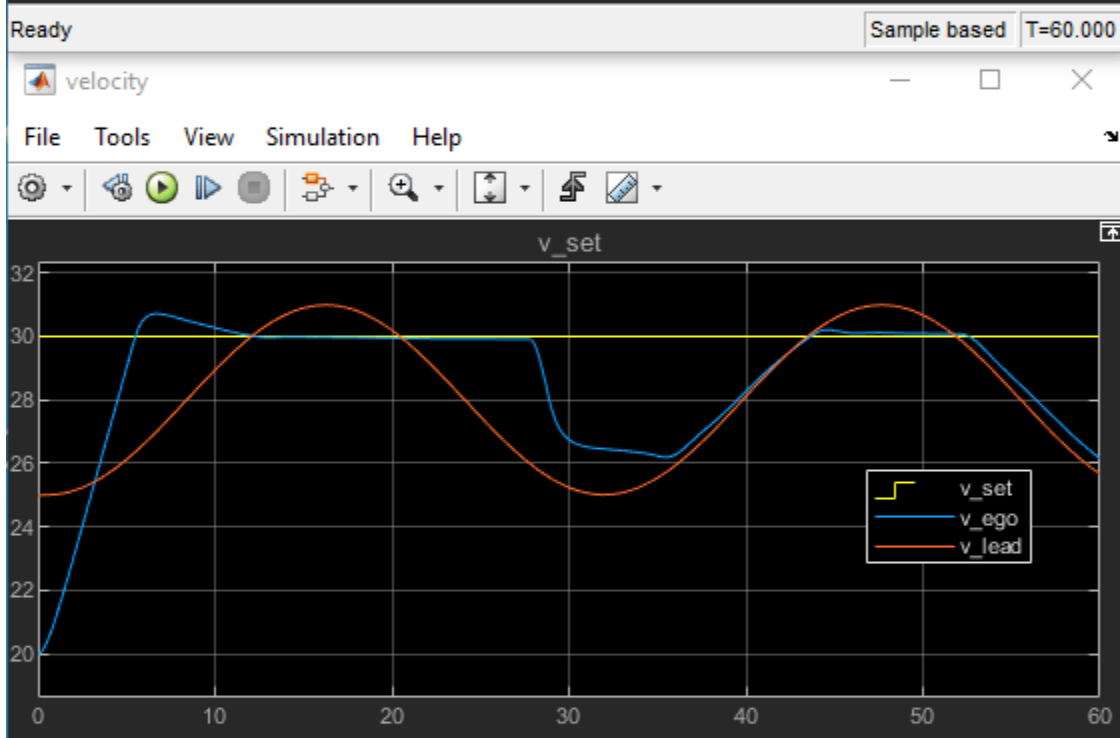 Ready Sample based T=60.000
velocity
File Tools View Simulation Help
v_set
32
30
28
26
24
22
20
v_set
v_ego
v_lead
0 10 20 30 40 50 60